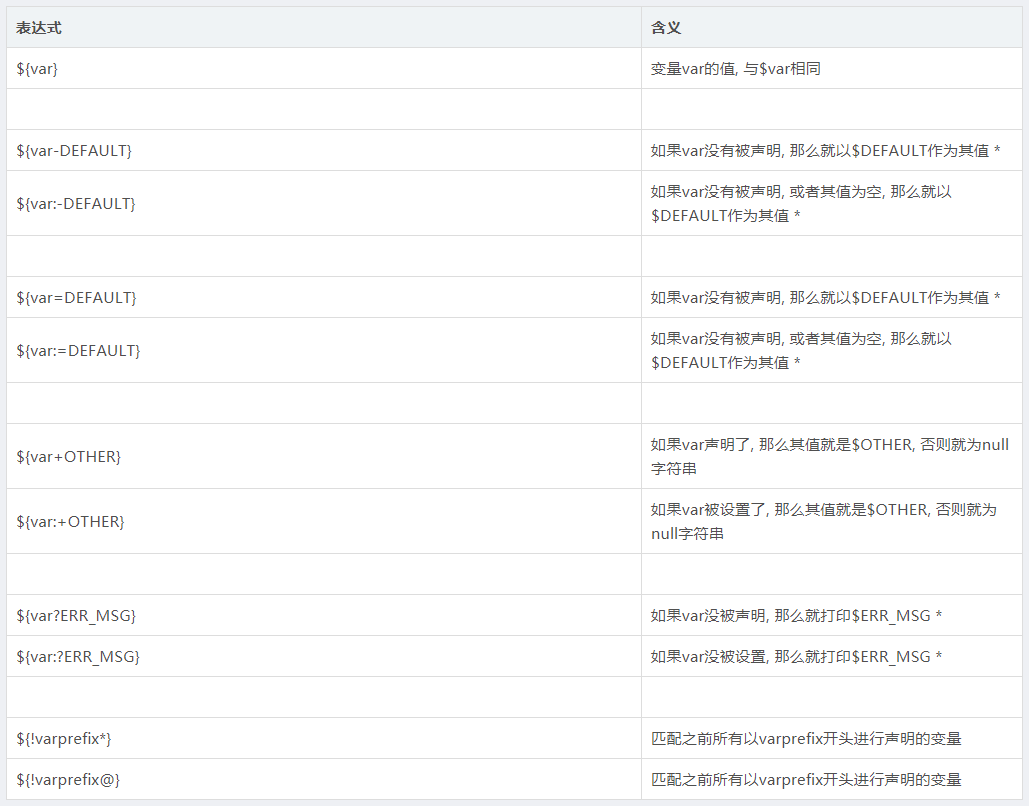 表达式 含义
${var} 变量var的值, 与$var相同
${var-DEFAULT} 如果var没有被声明, 那么就以$DEFAULT作为其值 *
${var:-DEFAULT} 如果var没有被声明, 或者其值为空, 那么就以
$DEFAULT作为其值 *
${var=DEFAULT} 如果var没有被声明, 那么就以$DEFAULT作为其值 *
${var:=DEFAULT} 如果var没有被声明, 或者其值为空, 那么就以
$DEFAULT作为其值 *
${var+OTHER} 如果var声明了, 那么其值就是$OTHER, 否则就为null
字符串
${var:+OTHER} 如果var被设置了, 那么其值就是$OTHER, 否则就为
null字符串
${var?ERR_MSG} 如果var没被声明, 那么就打印$ERR_MSG *
${var:?ERR_MSG} 如果var没被设置, 那么就打印$ERR_MSG *
${!varprefix*} 匹配之前所有以varprefix开头进行声明的变量
${!varprefix@} 匹配之前所有以varprefix开头进行声明的变量